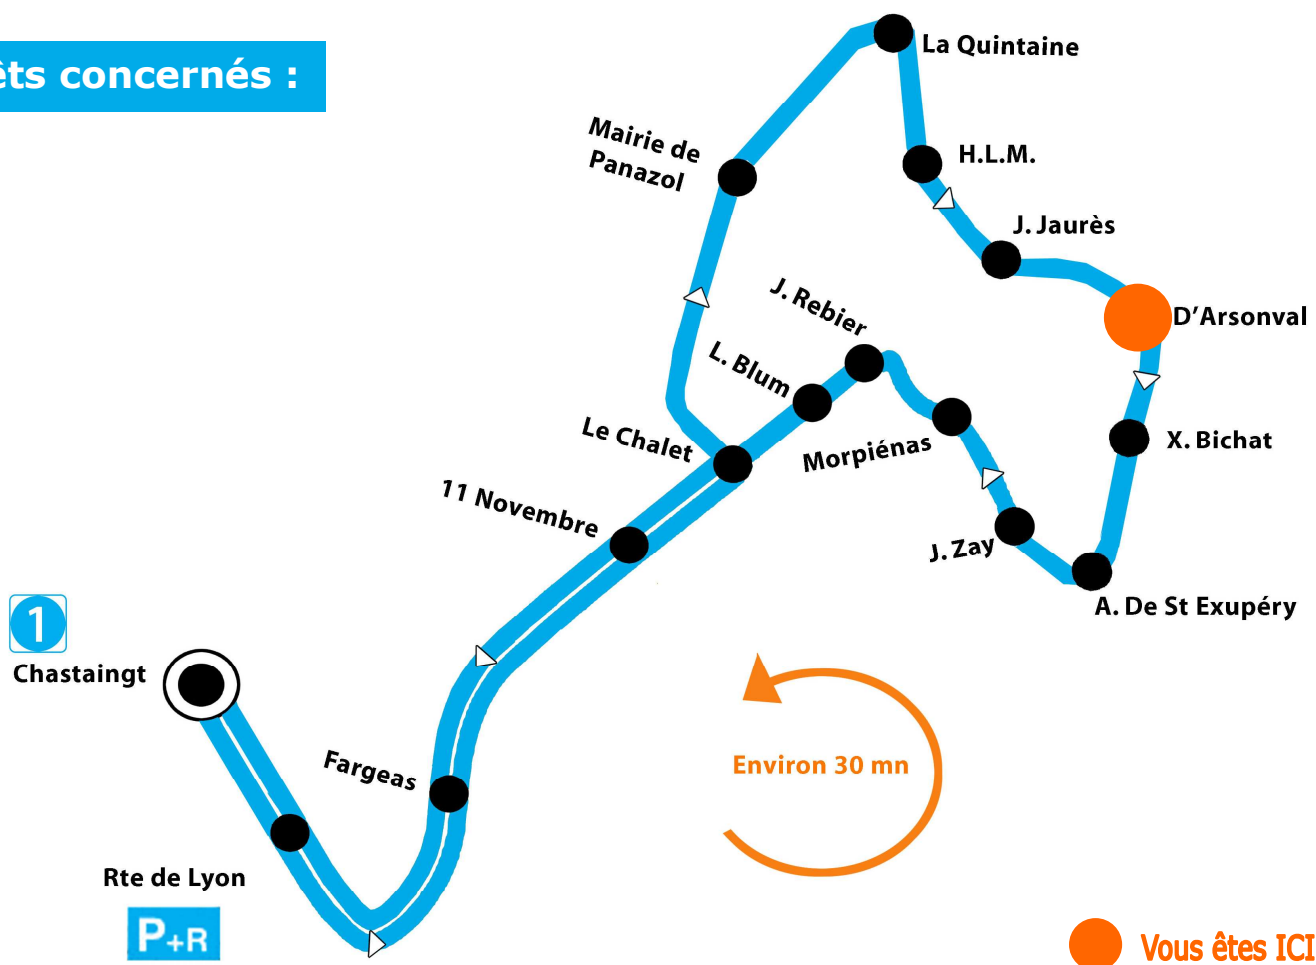 concernés :
La Quintaine
Mairie de
Panazol
H.L.M.
J. Jaurès
J. Rebier
D'Arsonval
L. Blum
Le Chalet
Morpiénas
X. Bichat
11 Novembre
J. Zay
A. De St Exupéry
1
Chastaingt
Fargeas
Environ 30 mn
Rte de Lyon
P+R
Vous êtes ICI